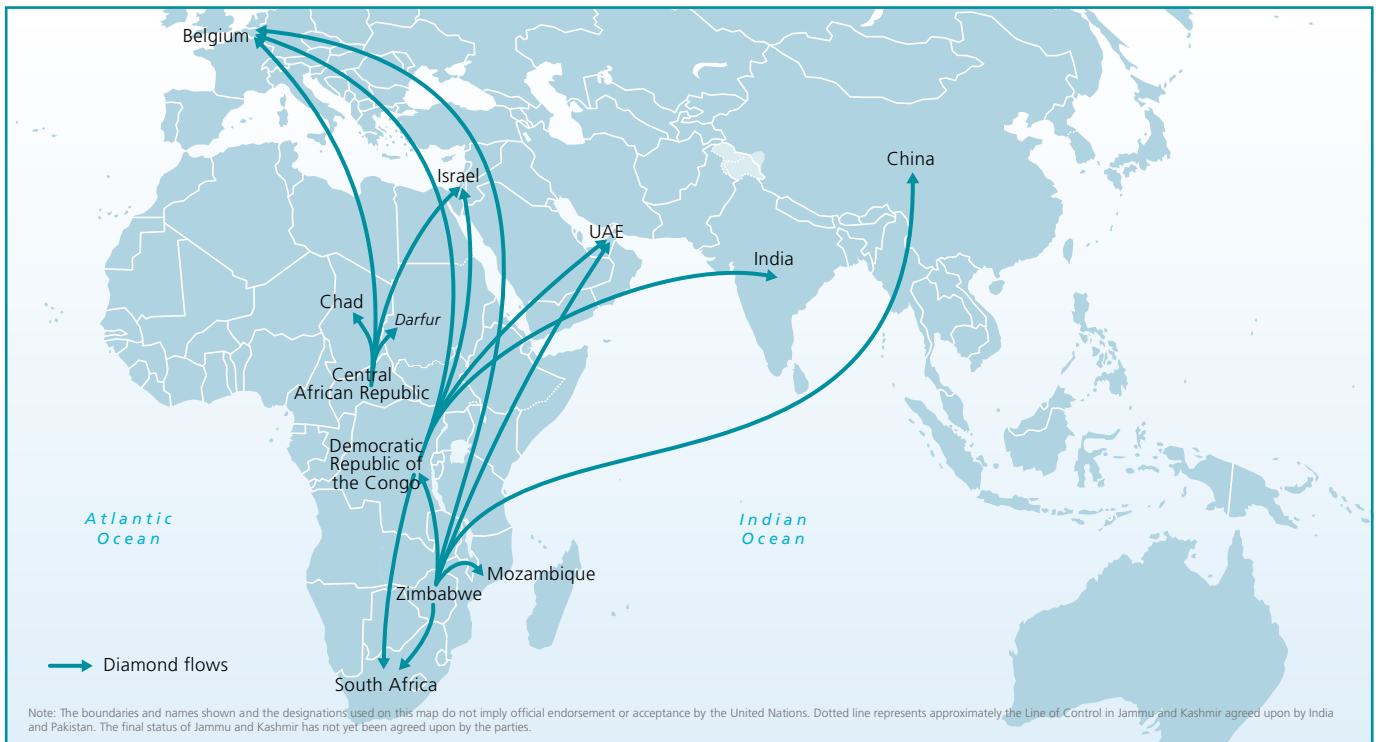 Belgium
China
Israel
UAE
India
Chad
Darfur
Central
African Republic
Democratic
Republic of
the Congo
Atlantic
Ocean
Indian
Ocean
Mozambique
Zimbabwe
Diamond flows
South Africa
Note: The boundaries and names shown and the designations used on this map do not imply official endorsement or acceptance by the United Nations. Dotted line represents approximately the Line of Control in Jammu and Kashmir agreed upon by India
and Pakistan. The final status of Jammu and Kashmir has not yet been agreed upon by the parties.